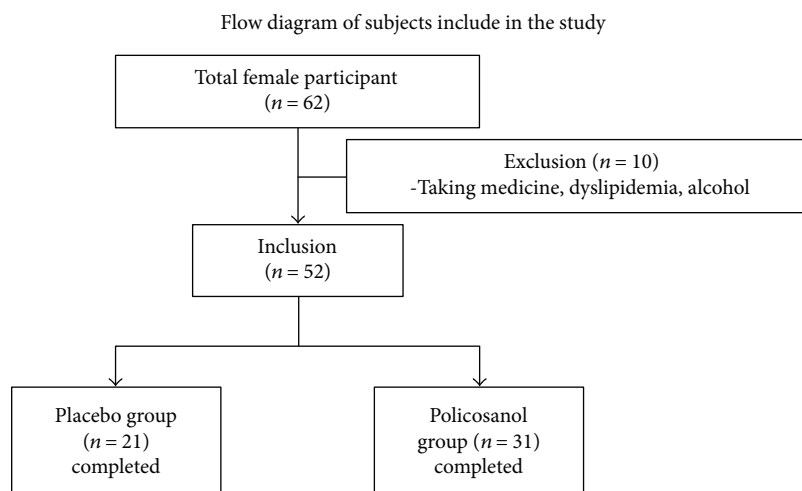 Flow diagram of subjects include in the study
Total female participant
(n = 62)
Exclusion (n = 10)
-Taking medicine, dyslipidemia, alcohol
Inclusion
(n = 52)
Placebo group
(n = 21)
completed
Policosanol
group (n = 31)
completed